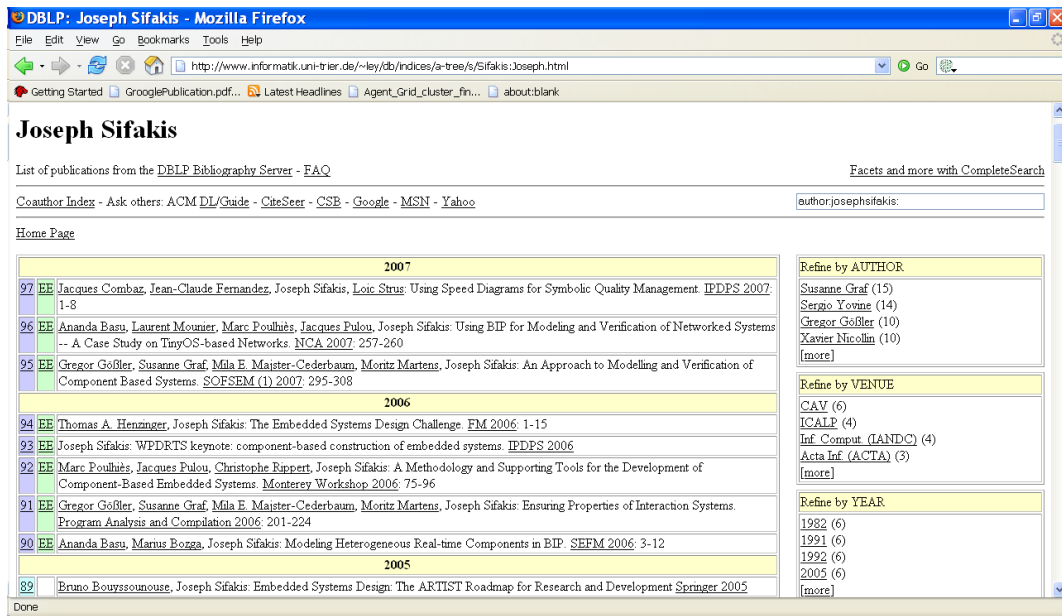 DBLP: Joseph Sifakis - Mozilla Firefox
File Edit View Go Bookmarks Tools Help
http://www.informatik.uni-trier.de/~ley/db/indices/a-tree/s/Sifakis:Joseph.html Go
Getting Started GrooglePublication.pdf... Latest Headlines Agent_Grid_cluster_fin... about:blank
Joseph Sifakis
List of publications from the DBLP Bibliography Server - FAQ
Facets and more with CompleteSearch
Coauthor Index - Ask others: ACM DL/Guide - CiteSeer - CSB - Google - MSN - Yahoo
author:josephsifakis:
Home Page
2007
97 EE Jacques Combaz, Jean-Claude Fernandez, Joseph Sifakis, Loic Strus: Using Speed Diagrams for Symbolic Quality Management. IPDPS 2007:
1-8
96 EE Ananda Basu, Laurent Mounier, Marc Poulhiès, Jacques Pulou, Joseph Sifakis: Using BIP for Modeling and Verification of Networked Systems
-- A Case Study on TinyOS-based Networks. NCA 2007: 257-260
95 EE Gregor Gößler, Susanne Graf, Mila E. Majster-Cederbaum, Moritz Martens, Joseph Sifakis: An Approach to Modelling and Verification of
Component Based Systems. SOFSEM (1) 2007: 295-308
2006
94 EE Thomas A. Henzinger, Joseph Sifakis: The Embedded Systems Design Challenge. FM 2006: 1-15
93 EE Joseph Sifakis: WPDRTS keynote: component-based construction of embedded systems. IPDPS 2006
92 EE Marc Poulhiès, Jacques Pulou, Christophe Rippert, Joseph Sifakis: A Methodology and Supporting Tools for the Development of
Component-Based Embedded Systems. Monterey Workshop 2006: 75-96
91 EE Gregor Gößler, Susanne Graf, Mila E. Majster-Cederbaum, Moritz Martens, Joseph Sifakis: Ensuring Properties of Interaction Systems.
Program Analysis and Compilation 2006: 201-224
90 EE Ananda Basu, Marius Bozga, Joseph Sifakis: Modeling Heterogeneous Real-time Components in BIP. SEFM 2006: 3-12
2005
89 Bruno Bouyssounouse, Joseph Sifakis: Embedded Systems Design: The ARTIST Roadmap for Research and Development Springer 2005
Refine by AUTHOR
Susanne Graf (15)
Sergio Yovine (14)
Gregor Gößler (10)
Xavier Nicollin (10)
[more]
Refine by VENUE
CAV (6)
ICALP (4)
Inf. Comput. (IANDC) (4)
Acta Inf. (ACTA) (3)
[more]
Refine by YEAR
1982 (6)
1991 (6)
1992 (6)
2005 (6)
[more]
Done